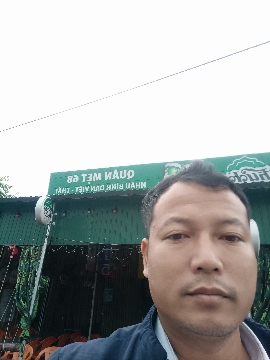 QUÁN MẸT 68
NHẬU BÌNH DÂN VIỆT - THÁI